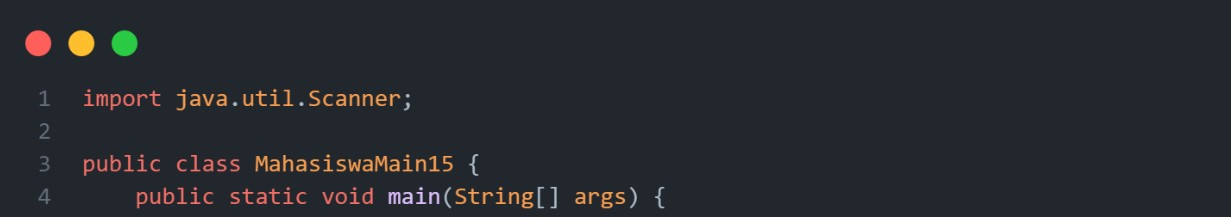 1 import java.util.Scanner;
2
3 public class MahasiswaMain15 {
4 public static void main(String[] args) {